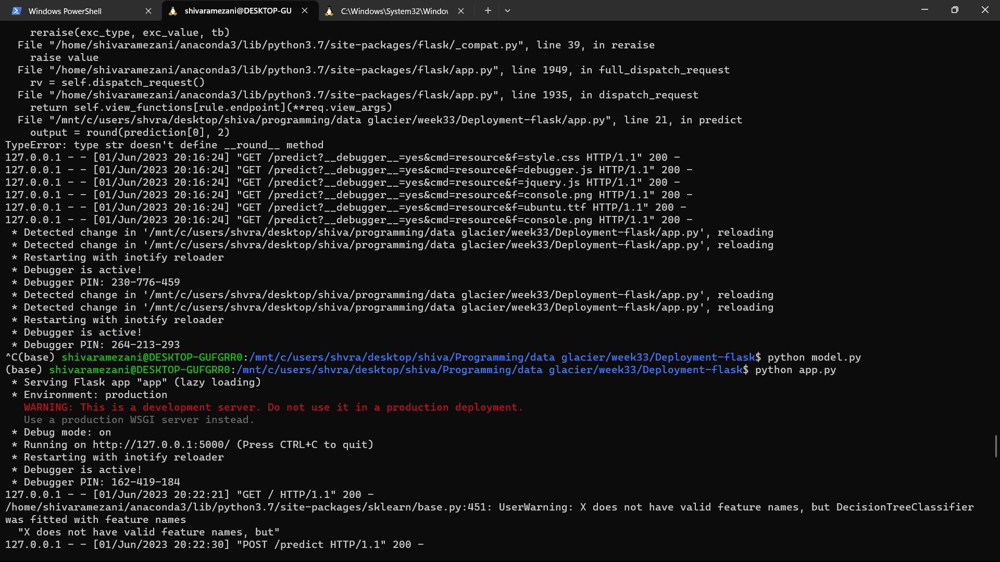 Windows PowerShell
shivaramezani@DESKTOP-GU
C:\Windows\System32\Window
    reraise(exc_type, exc_value, tb)
  File "/home/shivaramezani/anaconda3/lib/python3.7/site-packages/flask/_compat.py", line 39, in reraise
    raise value
  File "/home/shivaramezani/anaconda3/lib/python3.7/site-packages/flask/app.py", line 1949, in full_dispatch_request
    rv = self.dispatch_request()
  File "/home/shivaramezani/anaconda3/lib/python3.7/site-packages/flask/app.py", line 1935, in dispatch_request
    return self.view_functions[rule.endpoint](**req.view_args)
  File "/mnt/c/users/shvra/desktop/shiva/programming/data glacier/week33/Deployment-flask/app.py", line 21, in predict
    output = round(prediction[0], 2)
TypeError: type str doesn't define __round__ method
127.0.0.1 - - [01/Jun/2023 20:16:24] "GET /predict?__debugger__=yes&cmd=resource&f=style.css HTTP/1.1" 200 -
127.0.0.1 - - [01/Jun/2023 20:16:24] "GET /predict?__debugger__=yes&cmd=resource&f=debugger.js HTTP/1.1" 200 -
127.0.0.1 - - [01/Jun/2023 20:16:24] "GET /predict?__debugger__=yes&cmd=resource&f=jquery.js HTTP/1.1" 200 -
127.0.0.1 - - [01/Jun/2023 20:16:24] "GET /predict?__debugger__=yes&cmd=resource&f=console.png HTTP/1.1" 200 -
127.0.0.1 - - [01/Jun/2023 20:16:24] "GET /predict?__debugger__=yes&cmd=resource&f=ubuntu.ttf HTTP/1.1" 200 -
127.0.0.1 - - [01/Jun/2023 20:16:24] "GET /predict?__debugger__=yes&cmd=resource&f=console.png HTTP/1.1" 200 -
 * Detected change in '/mnt/c/users/shvra/desktop/shiva/programming/data glacier/week33/Deployment-flask/app.py', reloading
 * Detected change in '/mnt/c/users/shvra/desktop/shiva/programming/data glacier/week33/Deployment-flask/app.py', reloading
 * Restarting with inotify reloader
 * Debugger is active!
 * Debugger PIN: 230-776-459
 * Detected change in '/mnt/c/users/shvra/desktop/shiva/programming/data glacier/week33/Deployment-flask/app.py', reloading
 * Detected change in '/mnt/c/users/shvra/desktop/shiva/programming/data glacier/week33/Deployment-flask/app.py', reloading
 * Restarting with inotify reloader
 * Debugger is active!
 * Debugger PIN: 264-213-293
^C(base) shivaramezani@DESKTOP-GUFGRR0:/mnt/c/users/shvra/desktop/shiva/Programming/data glacier/week33/Deployment-flask$ python model.py
(base) shivaramezani@DESKTOP-GUFGRR0:/mnt/c/users/shvra/desktop/shiva/Programming/data glacier/week33/Deployment-flask$ python app.py
 * Serving Flask app "app" (lazy loading)
 * Environment: production
   WARNING: This is a development server. Do not use it in a production deployment.
   Use a production WSGI server instead.
 * Debug mode: on
 * Running on http://127.0.0.1:5000/ (Press CTRL+C to quit)
 * Restarting with inotify reloader
 * Debugger is active!
 * Debugger PIN: 162-419-184
127.0.0.1 - - [01/Jun/2023 20:22:21] "GET / HTTP/1.1" 200 -
/home/shivaramezani/anaconda3/lib/python3.7/site-packages/sklearn/base.py:451: UserWarning: X does not have valid feature names, but DecisionTreeClassifier
was fitted with feature names
  "X does not have valid feature names, but"
127.0.0.1 - - [01/Jun/2023 20:22:30] "POST /predict HTTP/1.1" 200 -